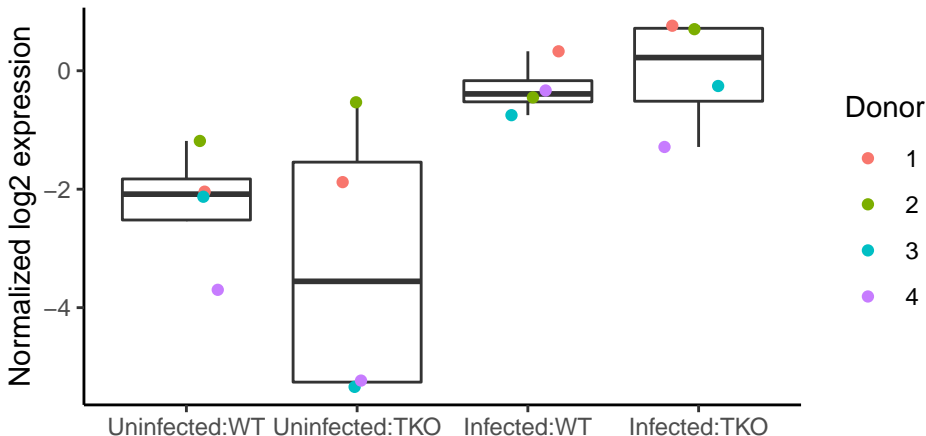 Normalized log2 expression
0
−2
−4
Uninfected:WT
Uninfected:TKO
Infected:WT
Infected:TKO
Donor
1
2
3
4